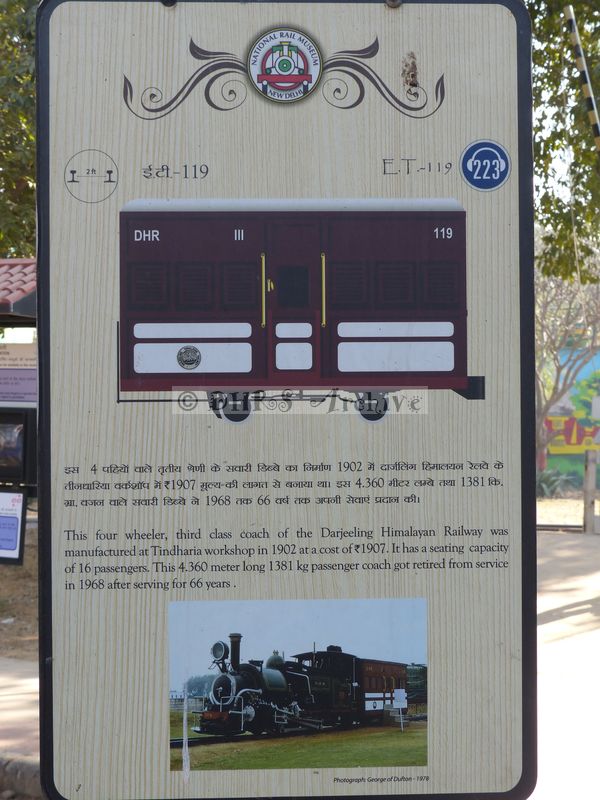 NATIONAL RAIL MUSEUM
NEW DELHI
2 ft
ई.टी.-119
E.T.-119
223
DHR III 119
© DHRS Archive
इस 4 पहियों वाले तृतीय श्रेणी के सवारी डिब्बे का निर्माण 1902 में दार्जलिंग हिमालयन रेलवे के
तीनधारिया वर्कशॉप में ₹1907 मूल्य-की लागत से बनाया था। इस 4.360 मीटर लम्बे तथा 1381 कि.
ग्रा. वजन वाले सवारी डिब्बे ने 1968 तक 66 वर्ष तक अपनी सेवाएं प्रदान की।
This four wheeler, third class coach of the Darjeeling Himalayan Railway was
manufactured at Tindharia workshop in 1902 at a cost of ₹1907. It has a seating capacity
of 16 passengers. This 4.360 meter long 1381 kg passenger coach got retired from service
in 1968 after serving for 66 years .
Photograph: George of Dufton - 1978